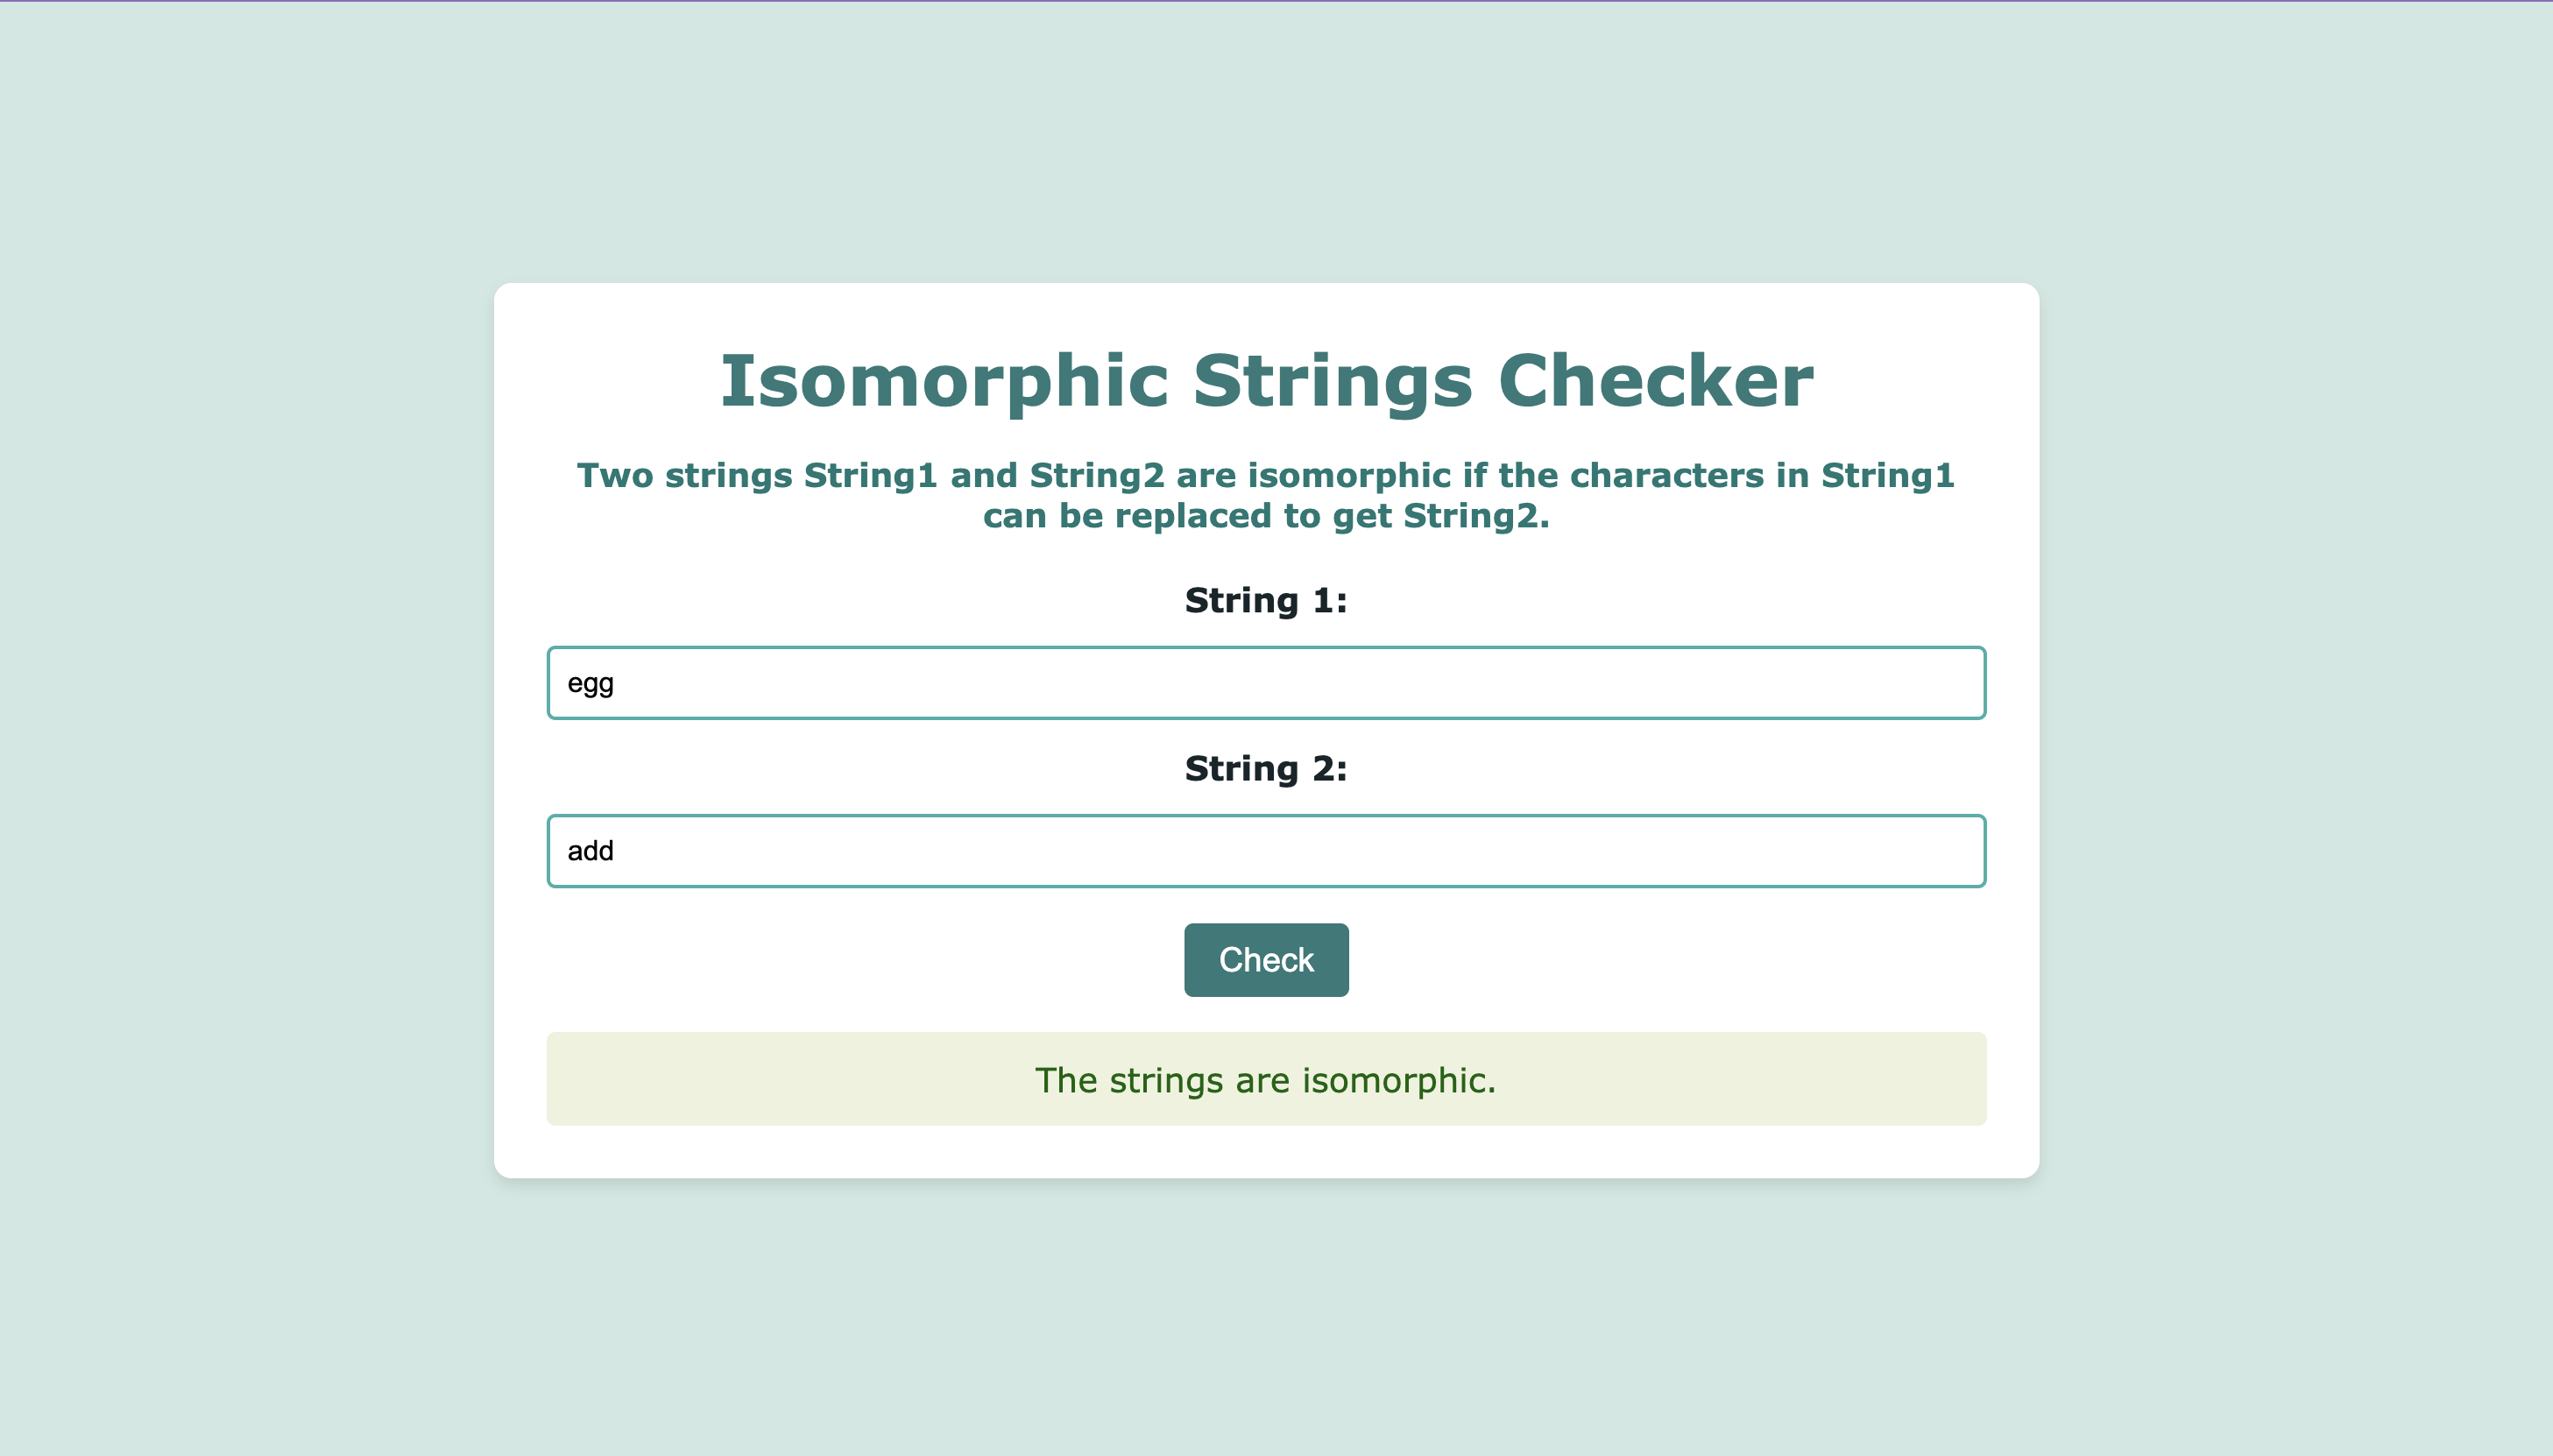 Isomorphic Strings Checker
Two strings String1 and String2 are isomorphic if the characters in String1
can be replaced to get String2.
String 1:
egg
String 2:
add
Check
The strings are isomorphic.